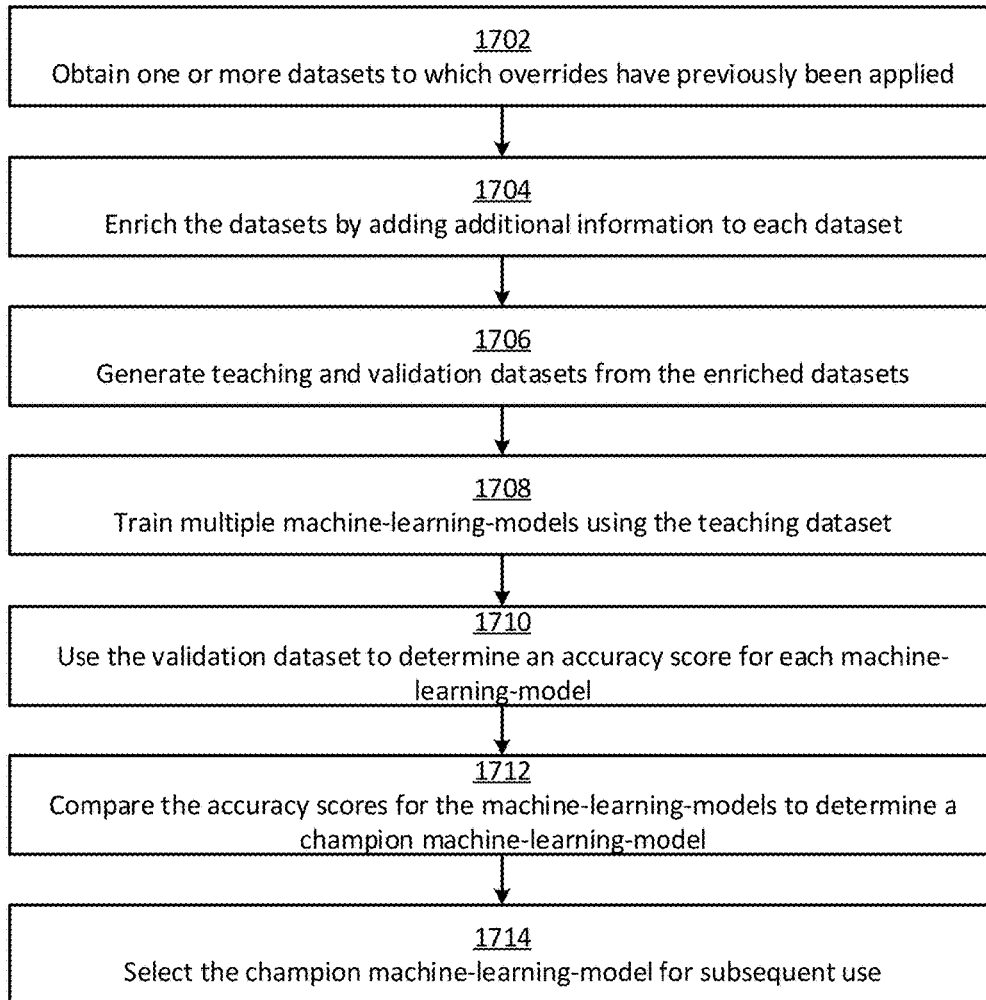 1702
Obtain one or more datasets to which overrides have previously been applied
1704
Enrich the datasets by adding additional information to each dataset
1706
Generate teaching and validation datasets from the enriched datasets
1708
Train multiple machine-learning-models using the teaching dataset
1710
Use the validation dataset to determine an accuracy score for each machine-
learning-model
1712
Compare the accuracy scores for the machine-learning-models to determine a
champion machine-learning-model
1714
Select the champion machine-learning-model for subsequent use